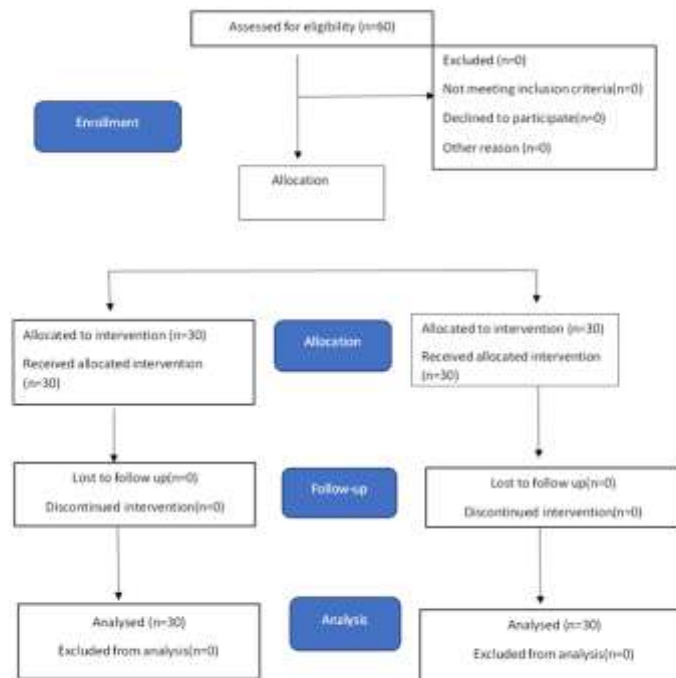 Assessed for eligibility (n=60)
Excluded (n=0)
Not meeting inclusion criteria(n=0)
Declined to participate(n=0)
Other reason (n=0)
Enrollment
Allocation
Allocated to intervention (n=30)
Received allocated intervention
(n=30)
Allocation
Allocated to intervention (n=30)
Received allocated intervention
(n=30)
Lost to follow up(n=0)
Discontinued intervention(n=0)
Follow-up
Lost to follow up(n=0)
Discontinued intervention(n=0)
Analysed (n=30)
Excluded from analysis(n=0)
Analysis
Analysed (n=30)
Excluded from analysis(n=0)